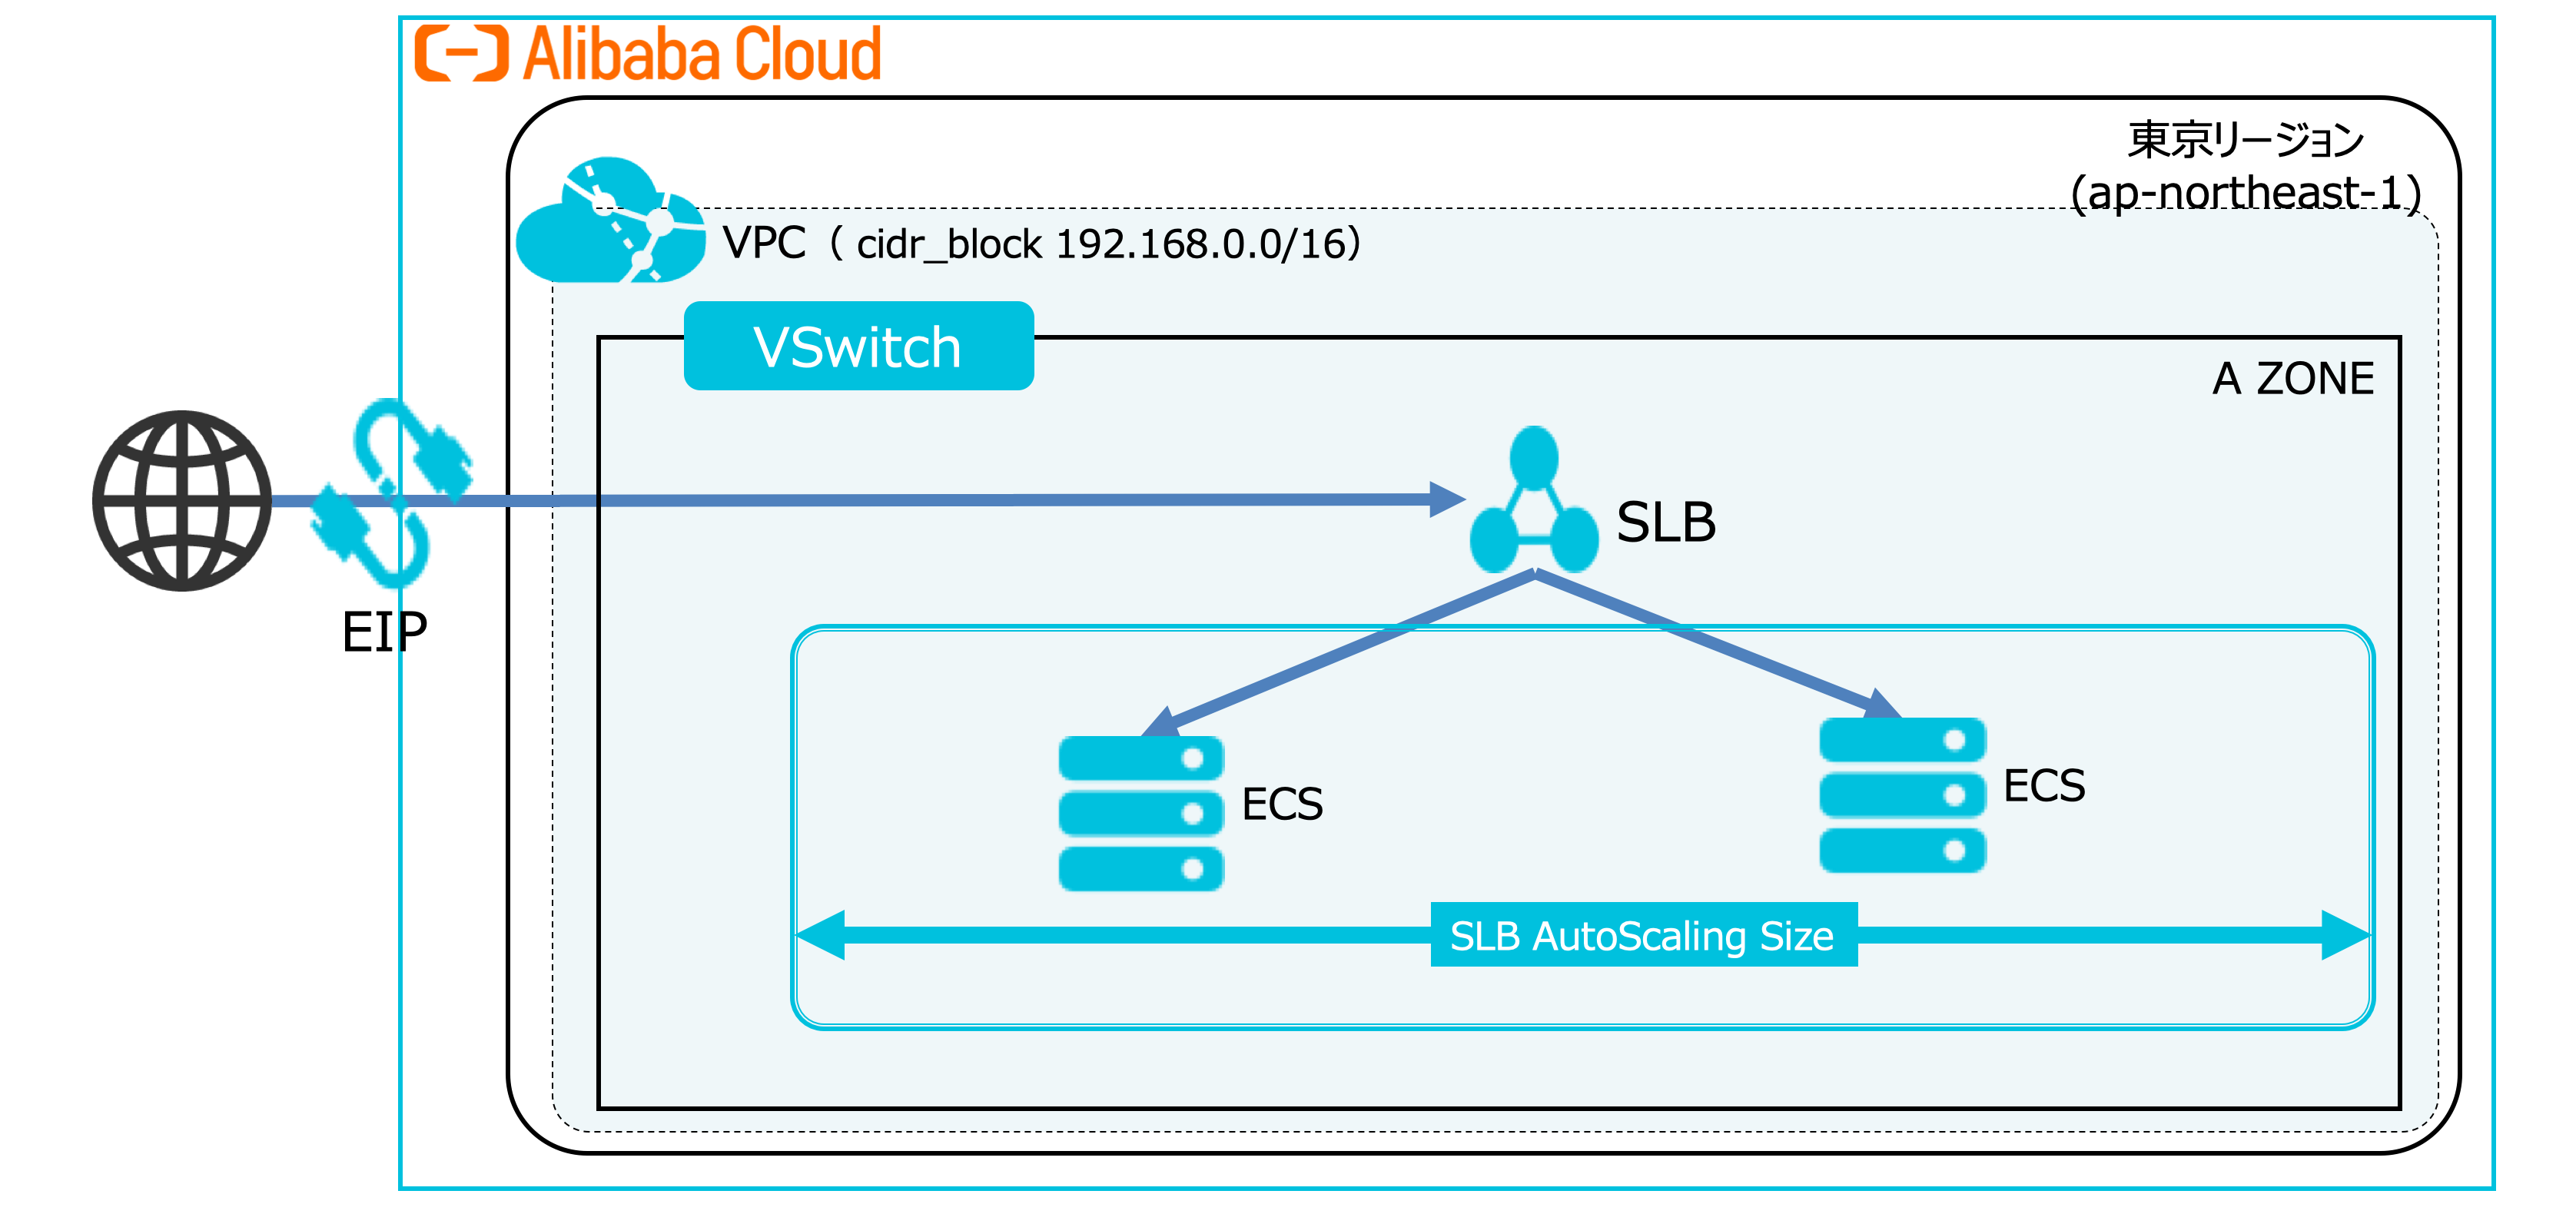 Alibaba Cloud
東京リージョン
(ap-northeast-1)
VPC（ cidr_block 192.168.0.0/16）
VSwitch
A ZONE
SLB
EIP
ECS
ECS
SLB AutoScaling Size